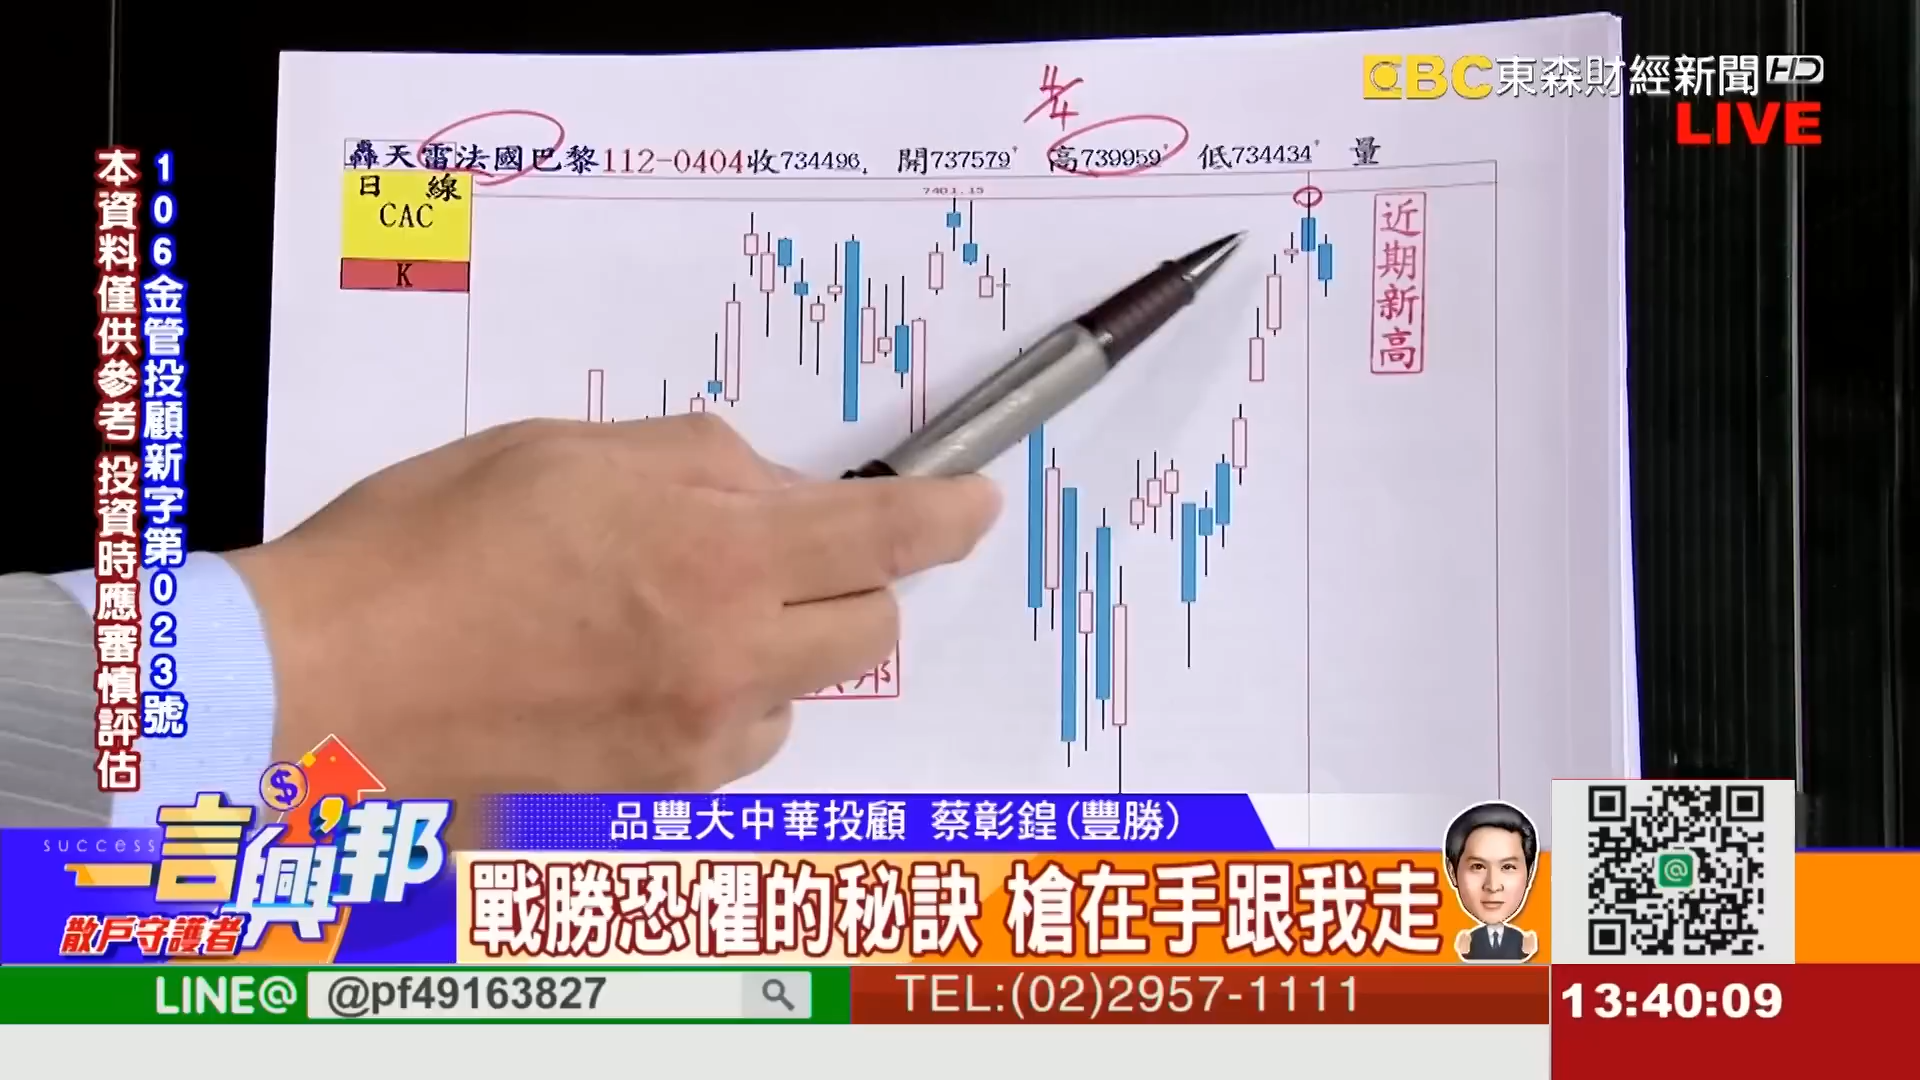 EBC東森財經新聞HD
LIVE
4/4
轟天雷法國巴黎112-0404收734496, 開737579 高739959 低734434 量
日線
CAC
K
7401.15
近期新高
106金管投顧新字第023號
本資料僅供參考 投資時應審慎評估
success
一言興邦
散戶守護者
品豐大中華投顧 蔡彰鍠(豐勝)
戰勝恐懼的秘訣 槍在手跟我走
LINE@ @pf49163827
TEL:(02)2957-1111
13:40:09